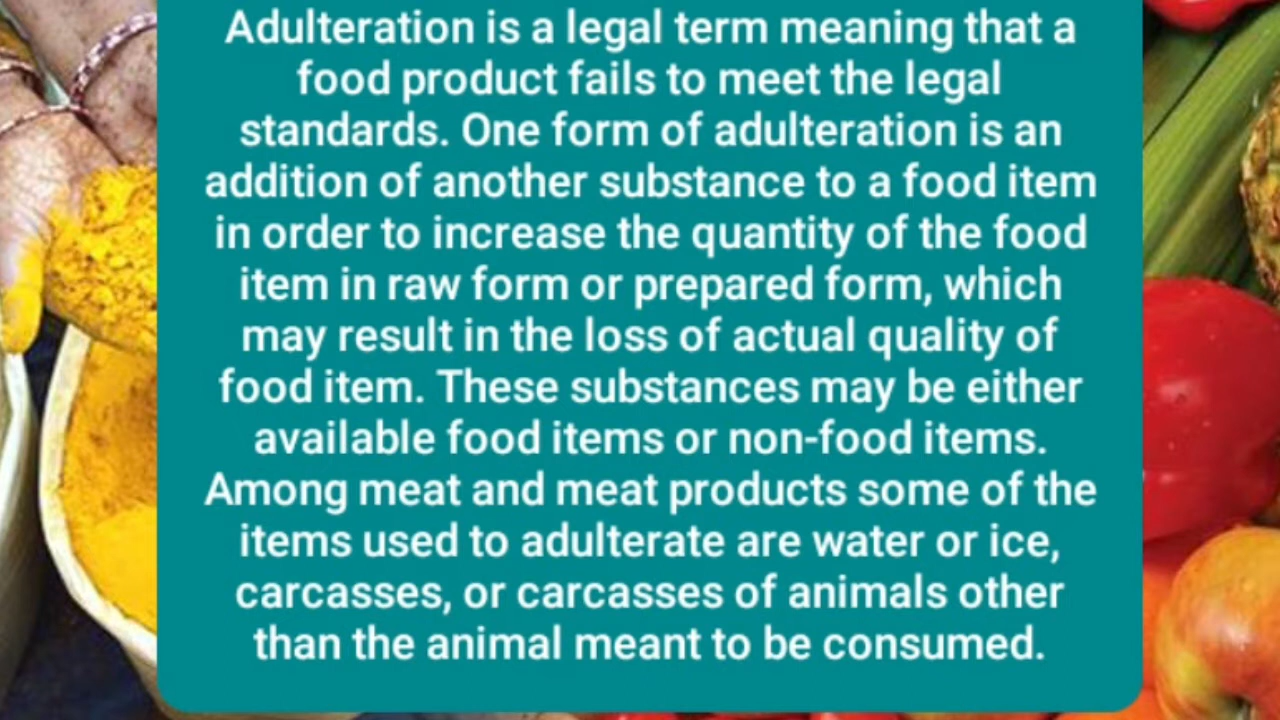 Adulteration is a legal term meaning that a
food product fails to meet the legal
standards. One form of adulteration is an
addition of another substance to a food item
in order to increase the quantity of the food
item in raw form or prepared form, which
may result in the loss of actual quality of
food item. These substances may be either
available food items or non-food items.
Among meat and meat products some of the
items used to adulterate are water or ice,
carcasses, or carcasses of animals other
than the animal meant to be consumed.